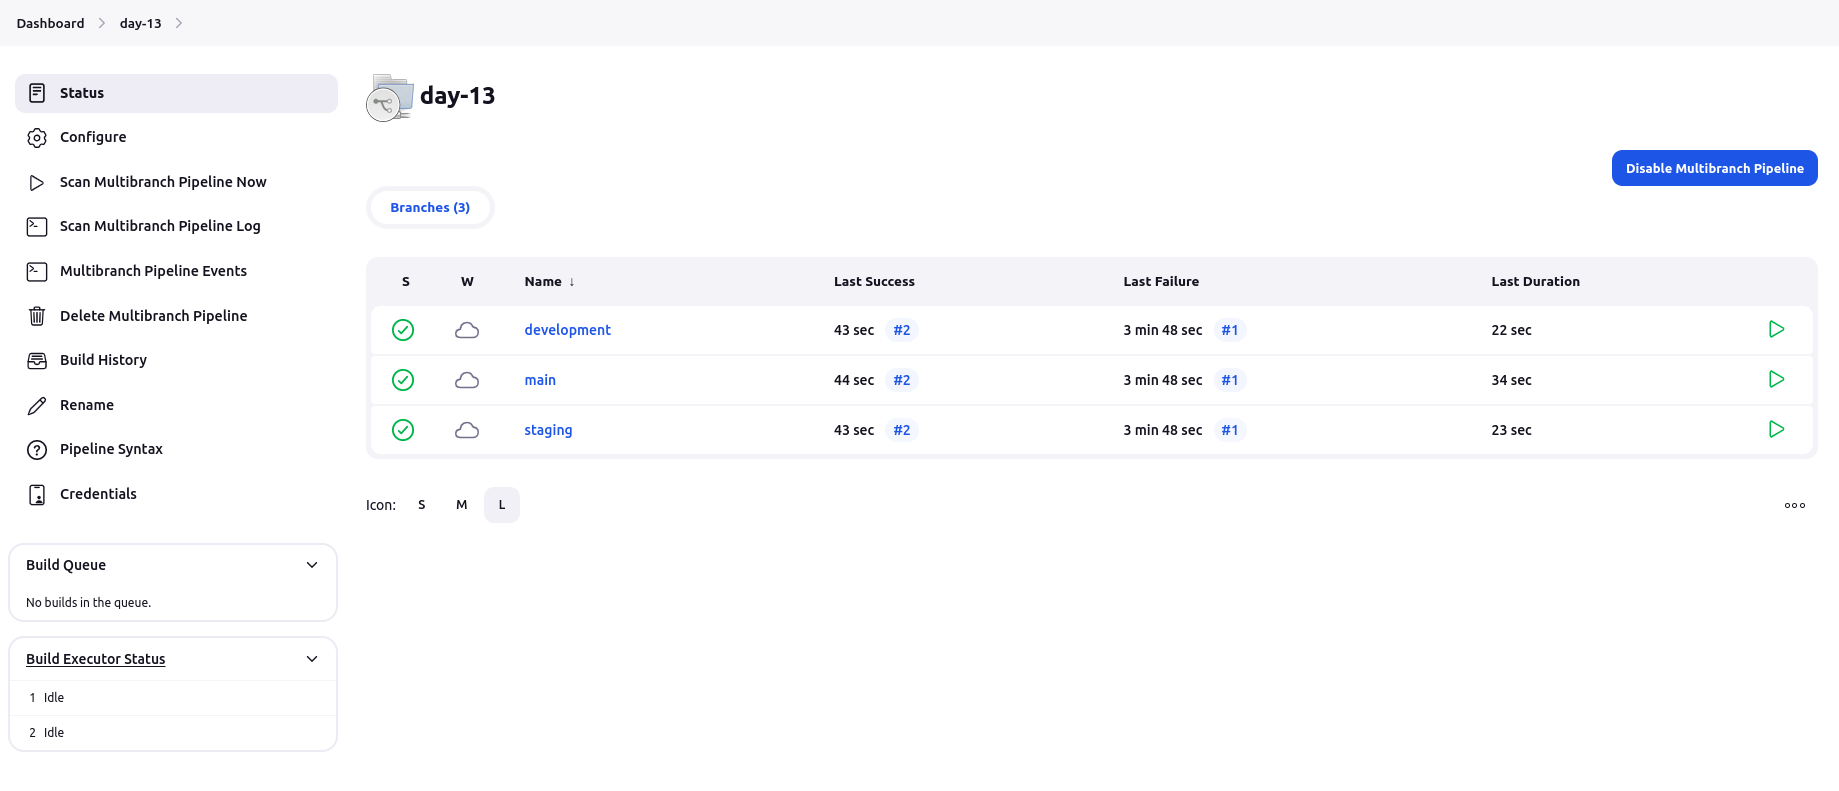 Dashboard day-13
Status
Configure
Scan Multibranch Pipeline Now
Scan Multibranch Pipeline Log
Multibranch Pipeline Events
Delete Multibranch Pipeline
Build History
Rename
Pipeline Syntax
Credentials
Build Queue
No builds in the queue.
Build Executor Status
1 Idle
2 Idle
day-13
Disable Multibranch Pipeline
Branches (3)
S W Name ↓ Last Success Last Failure Last Duration
development 43 sec #2 3 min 48 sec #1 22 sec
main 44 sec #2 3 min 48 sec #1 34 sec
staging 43 sec #2 3 min 48 sec #1 23 sec
Icon: S M L